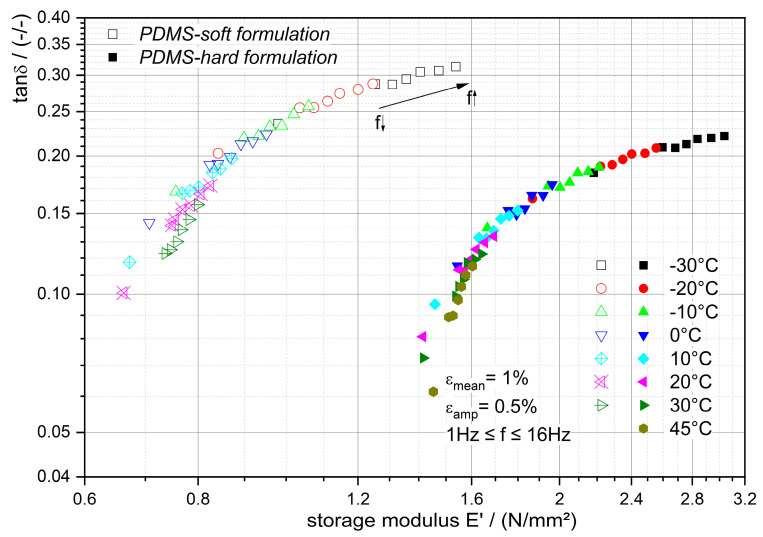 0.40
PDMS-soft formulation
PDMS-hard formulation
0.30
0.25
0.20
0.15
0.10
0.05
0.04
tanδ / (-/-)
f↑
f↓
-30°C
-20°C
-10°C
0°C
10°C
20°C
30°C
45°C
εmean= 1%
εamp= 0.5%
1Hz ≤ f ≤ 16Hz
0.6 0.8 1.2 1.6 2 2.4 2.8 3.2
storage modulus E' / (N/mm²)